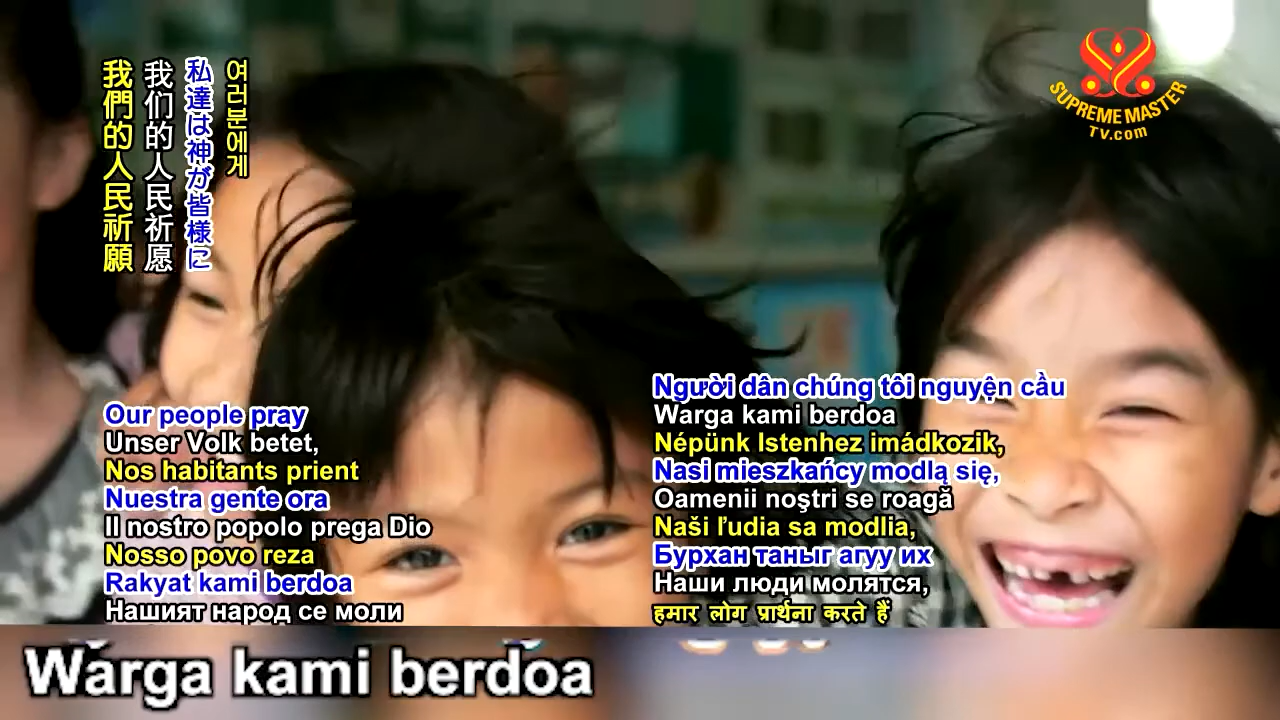 여러분에게
私達は神が皆様に
我们的人民祈愿
我們的人民祈願
SUPREME MASTER
TV.com
Our people pray
Unser Volk betet,
Nos habitants prient
Nuestra gente ora
Il nostro popolo prega Dio
Nosso povo reza
Rakyat kami berdoa
Нашият народ се моли
Người dân chúng tôi nguyện cầu
Warga kami berdoa
Népünk Istenhez imádkozik,
Nasi mieszkańcy modlą się,
Oamenii noştri se roagă
Naši ľudia sa modlia,
Бурхан таныг агуу их
Наши люди молятся,
हमार लोग प्रार्थना करते हैं
Warga kami berdoa